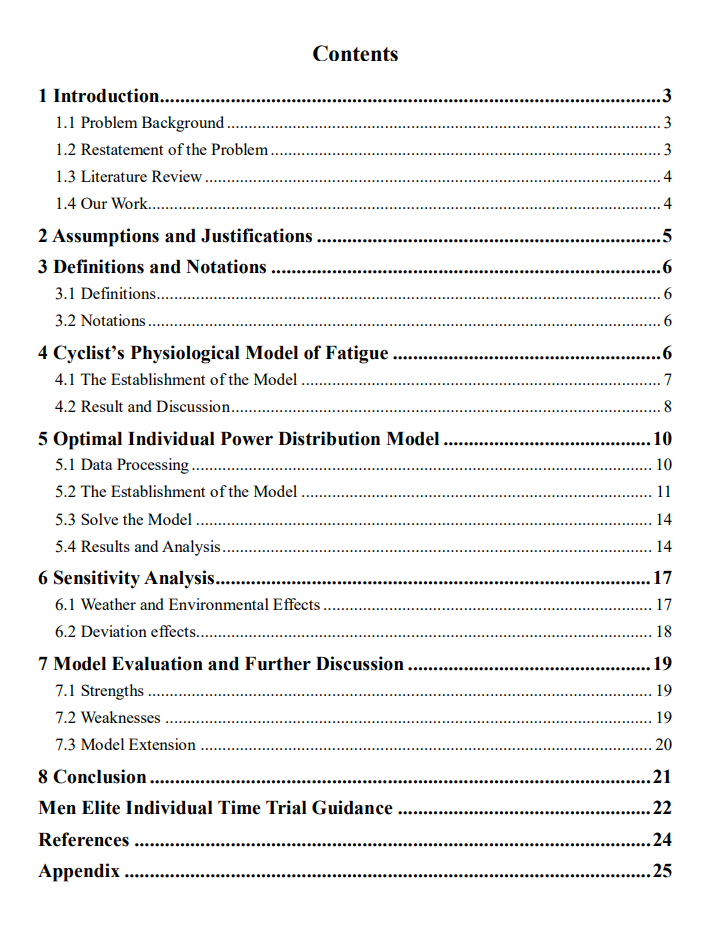 Contents
1 Introduction....................................................................................3
1.1 Problem Background.................................................................................................... 3
1.2 Restatement of the Problem.......................................................................................... 3
1.3 Literature Review......................................................................................................... 4
1.4 Our Work...................................................................................................................... 4
2 Assumptions and Justifications .........................................................5
3 Definitions and Notations .................................................................6
3.1 Definitions.................................................................................................................... 6
3.2 Notations...................................................................................................................... 6
4 Cyclist’s Physiological Model of Fatigue ............................................6
4.1 The Establishment of the Model ................................................................................... 7
4.2 Result and Discussion................................................................................................... 8
5 Optimal Individual Power Distribution Model ...................................10
5.1 Data Processing.......................................................................................................... 10
5.2 The Establishment of the Model ................................................................................. 11
5.3 Solve the Model ......................................................................................................... 14
5.4 Results and Analysis................................................................................................... 14
6 Sensitivity Analysis.........................................................................17
6.1 Weather and Environmental Effects ............................................................................ 17
6.2 Deviation effects......................................................................................................... 18
7 Model Evaluation and Further Discussion ........................................19
7.1 Strengths .................................................................................................................... 19
7.2 Weaknesses ................................................................................................................ 19
7.3 Model Extension ........................................................................................................ 20
8 Conclusion.....................................................................................21
Men Elite Individual Time Trial Guidance ..........................................22
References ........................................................................................24
Appendix ..........................................................................................25